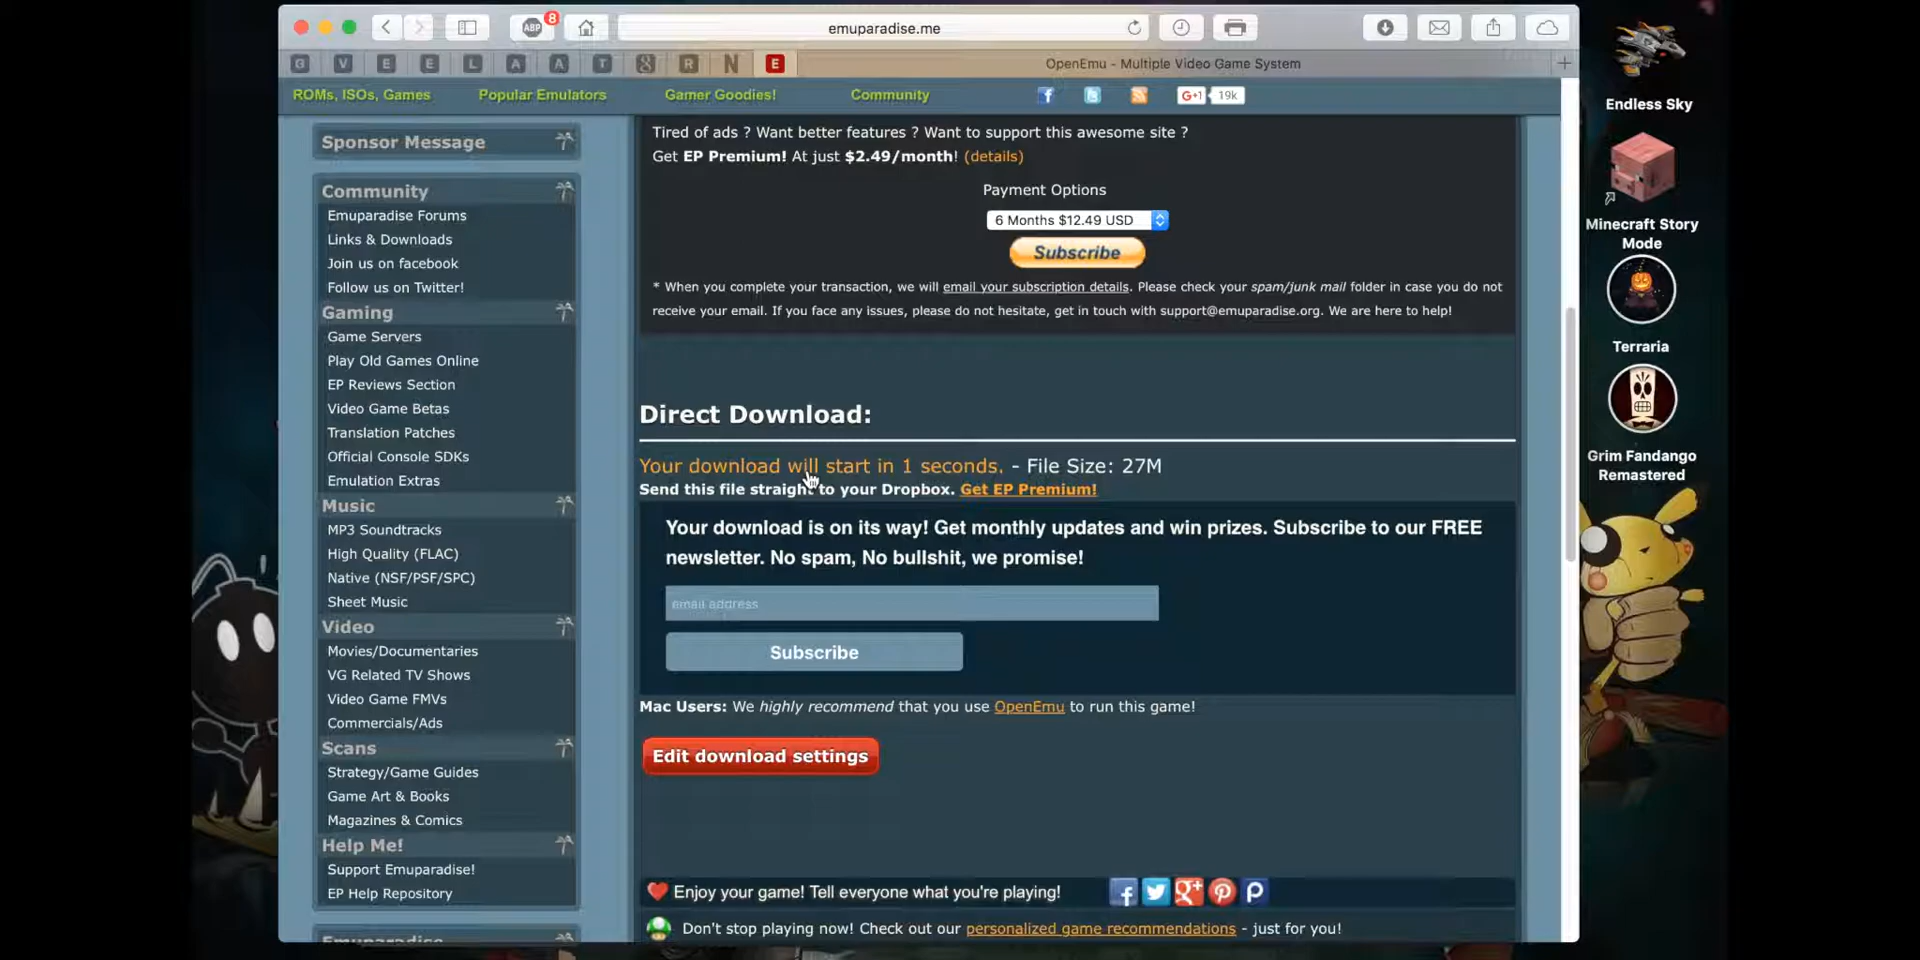 8
ABP
emuparadise.me
G V E E L A A T 8 R N E
OpenEmu - Multiple Video Game System
ROMs, ISOs, Games
Popular Emulators
Gamer Goodies!
Community
G+1
19k
Sponsor Message
Community
Emuparadise Forums
Links & Downloads
Join us on facebook
Follow us on Twitter!
Gaming
Game Servers
Play Old Games Online
EP Reviews Section
Video Game Betas
Translation Patches
Official Console SDKs
Emulation Extras
Music
MP3 Soundtracks
High Quality (FLAC)
Native (NSF/PSF/SPC)
Sheet Music
Video
Movies/Documentaries
VG Related TV Shows
Video Game FMVs
Commercials/Ads
Scans
Strategy/Game Guides
Game Art & Books
Magazines & Comics
Help Me!
Support Emuparadise!
EP Help Repository
Emuparadise
Tired of ads ? Want better features ? Want to support this awesome site ?
Get EP Premium! At just $2.49/month! (details)
Payment Options
6 Months $12.49 USD
Subscribe
* When you complete your transaction, we will email your subscription details. Please check your spam/junk mail folder in case you do not
receive your email. If you face any issues, please do not hesitate, get in touch with support@emuparadise.org. We are here to help!
Direct Download:
Your download will start in 1 seconds. - File Size: 27M
Send this file straight to your Dropbox. Get EP Premium!
Your download is on its way! Get monthly updates and win prizes. Subscribe to our FREE
newsletter. No spam, No bullshit, we promise!
email address
Subscribe
Mac Users: We highly recommend that you use OpenEmu to run this game!
Edit download settings
Enjoy your game! Tell everyone what you're playing!
Don't stop playing now! Check out our personalized game recommendations - just for you!
Endless Sky
Minecraft Story
Mode
Terraria
Grim Fandango
Remastered